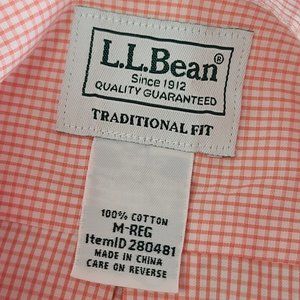 L.L.Bean®
Since 1912
QUALITY GUARANTEED
TRADITIONAL FIT
100% COTTON
M-REG
ItemID 280481
MADE IN CHINA
CARE ON REVERSE